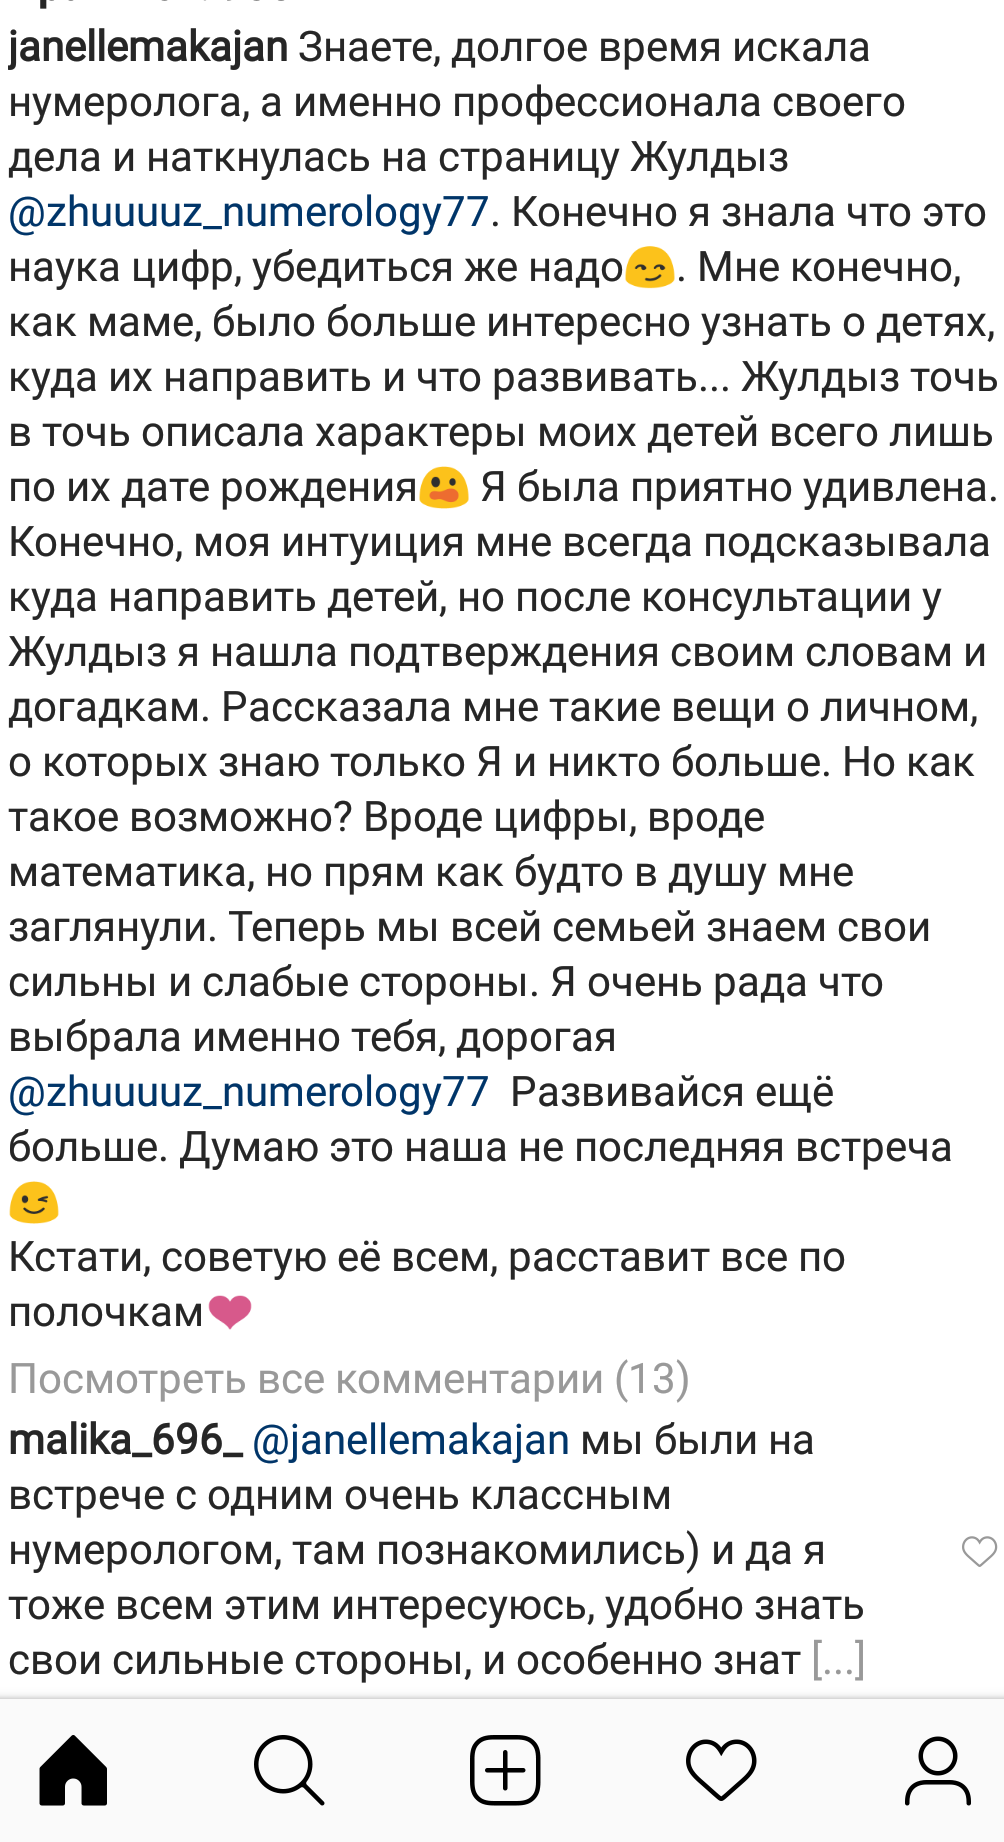 janellemakajan Знаете, долгое время искала
нумеролога, а именно профессионала своего
дела и наткнулась на страницу Жулдыз
@zhuuuuz_numerology77. Конечно я знала что это
наука цифр, убедиться же надо😏. Мне конечно,
как маме, было больше интересно узнать о детях,
куда их направить и что развивать... Жулдыз точь
в точь описала характеры моих детей всего лишь
по их дате рождения😲 Я была приятно удивлена.
Конечно, моя интуиция мне всегда подсказывала
куда направить детей, но после консультации у
Жулдыз я нашла подтверждения своим словам и
догадкам. Рассказала мне такие вещи о личном,
о которых знаю только Я и никто больше. Но как
такое возможно? Вроде цифры, вроде
математика, но прям как будто в душу мне
заглянули. Теперь мы всей семьей знаем свои
сильны и слабые стороны. Я очень рада что
выбрала именно тебя, дорогая
@zhuuuuz_numerology77 Развивайся ещё
больше. Думаю это наша не последняя встреча
😉
Кстати, советую её всем, расставит все по
полочкам❤
Посмотреть все комментарии (13)
malika_696_ @janellemakajan мы были на
встрече с одним очень классным
нумерологом, там познакомились) и да я
тоже всем этим интересуюсь, удобно знать
свои сильные стороны, и особенно знат [...]